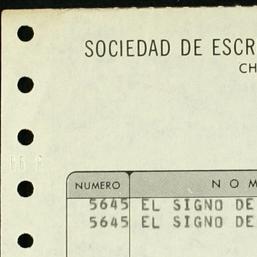 SOCIEDAD DE ESCR
CH
NUMERO N O M
5645 EL SIGNO DE
5645 EL SIGNO DE